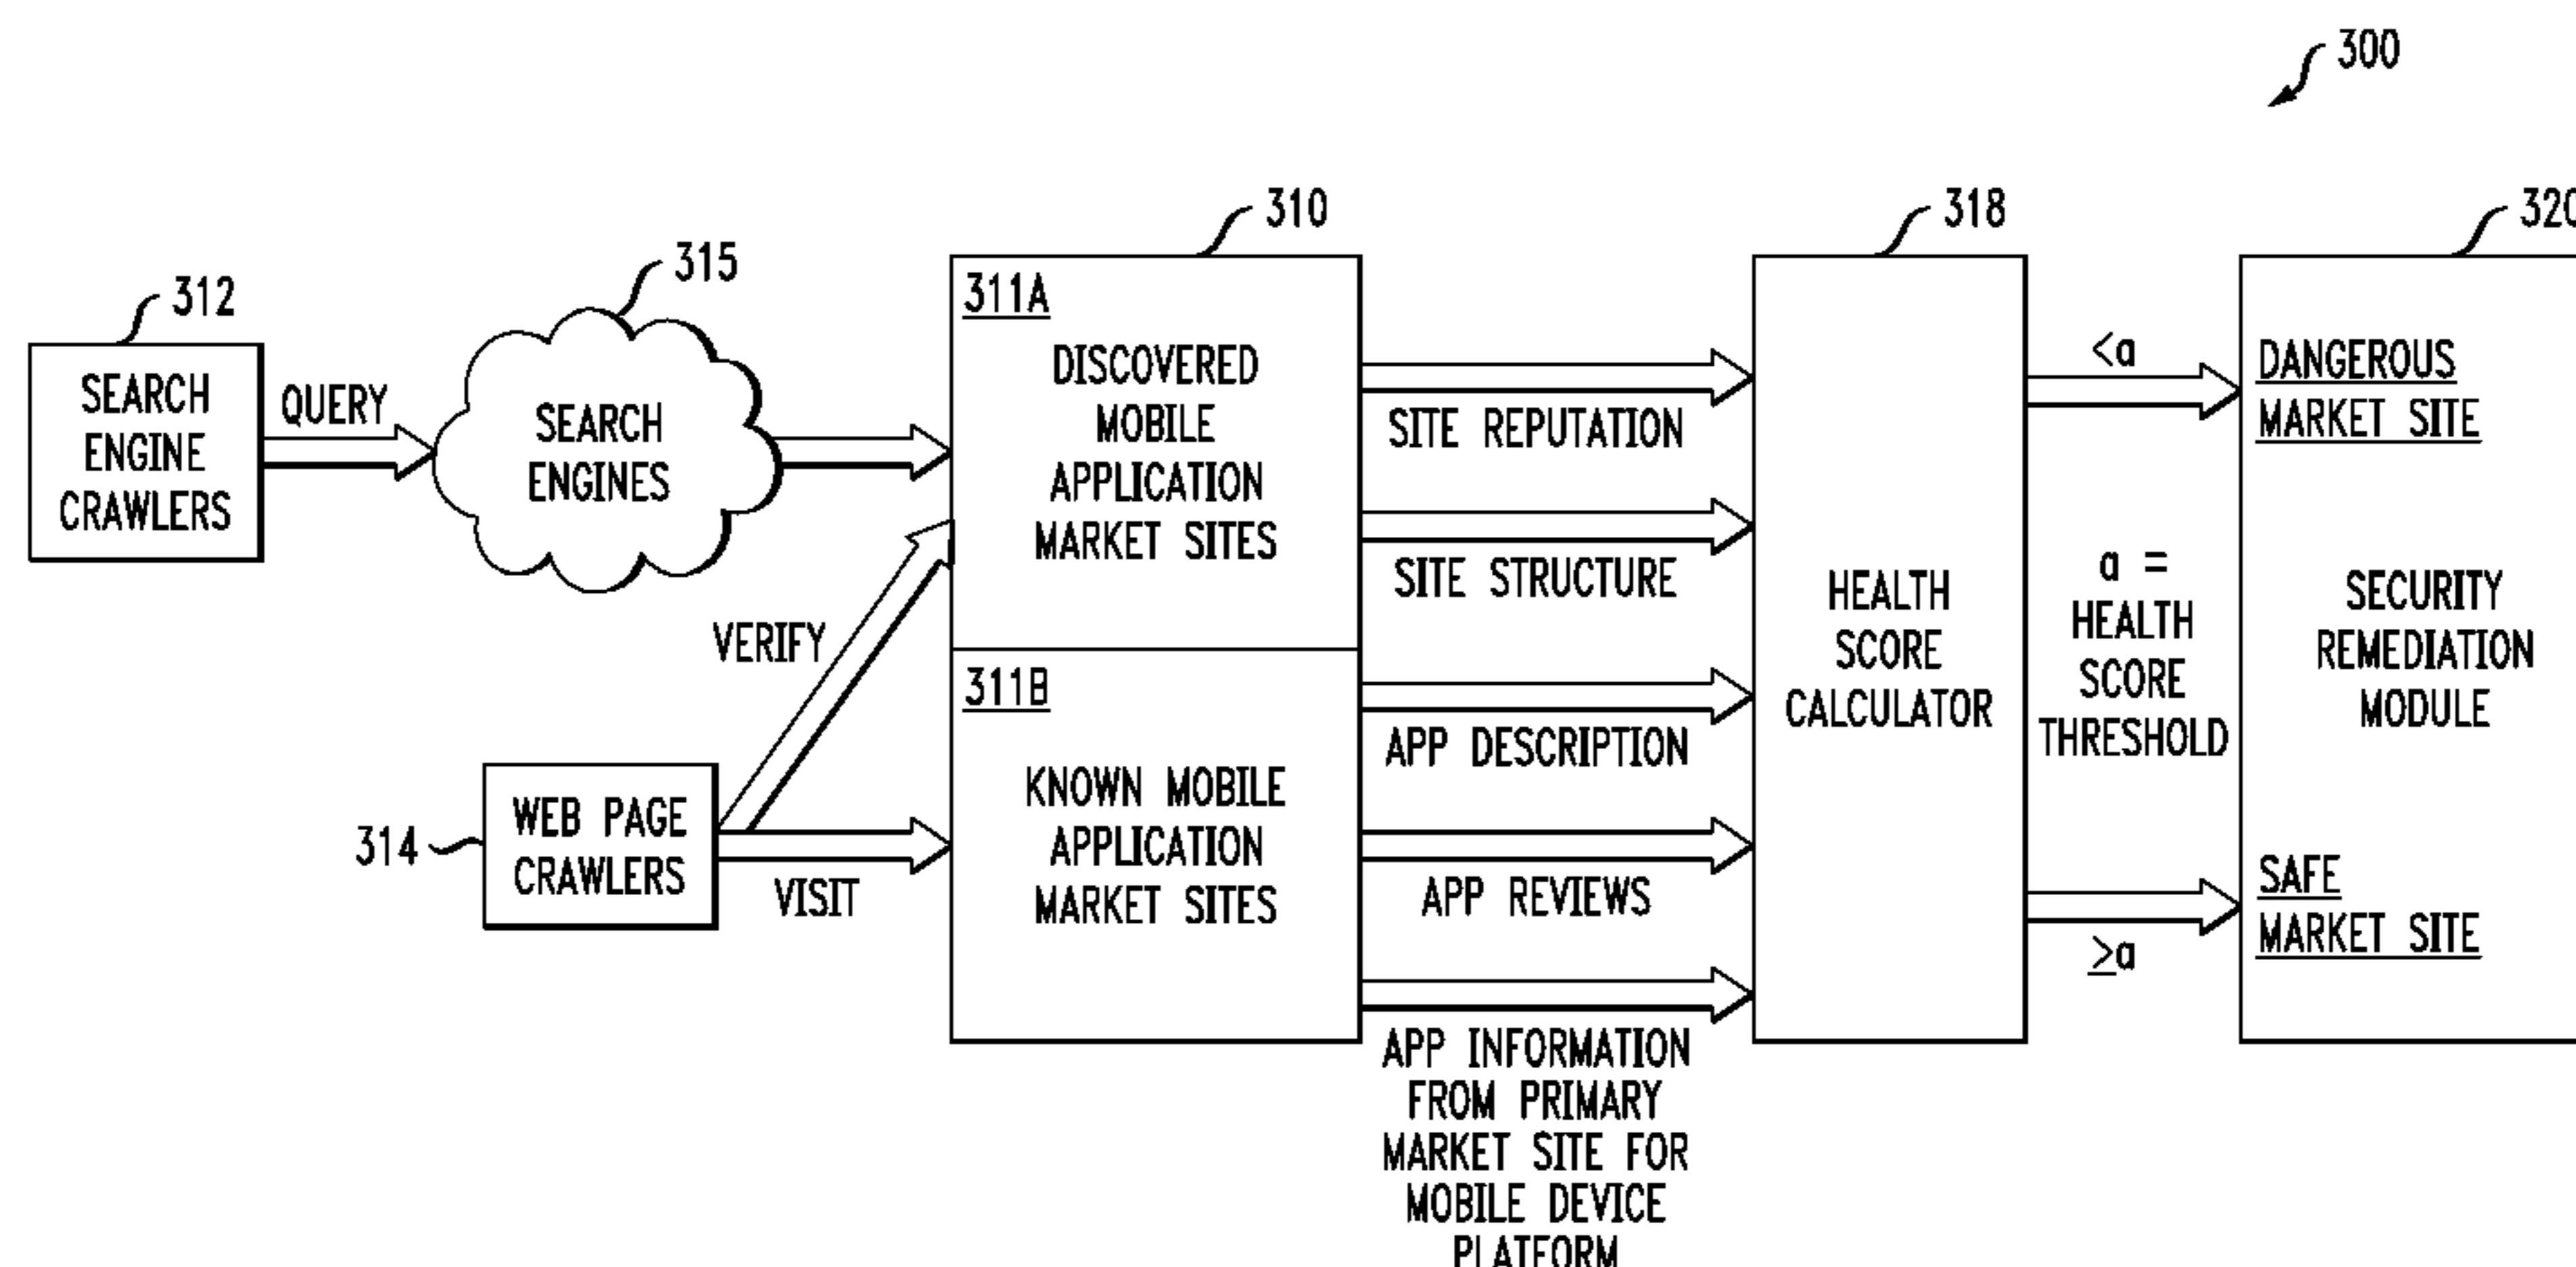 300
312
SEARCH
ENGINE
CRAWLERS
QUERY
315
SEARCH
ENGINES
310
311A
DISCOVERED
MOBILE
APPLICATION
MARKET SITES
VERIFY
314
WEB PAGE
CRAWLERS
VISIT
311B
KNOWN MOBILE
APPLICATION
MARKET SITES
SITE REPUTATION
SITE STRUCTURE
APP DESCRIPTION
APP REVIEWS
APP INFORMATION
FROM PRIMARY
MARKET SITE FOR
MOBILE DEVICE
PLATFORM
318
HEALTH
SCORE
CALCULATOR
<a
a =
HEALTH
SCORE
THRESHOLD
≥a
320
DANGEROUS
MARKET SITE
SECURITY
REMEDIATION
MODULE
SAFE
MARKET SITE